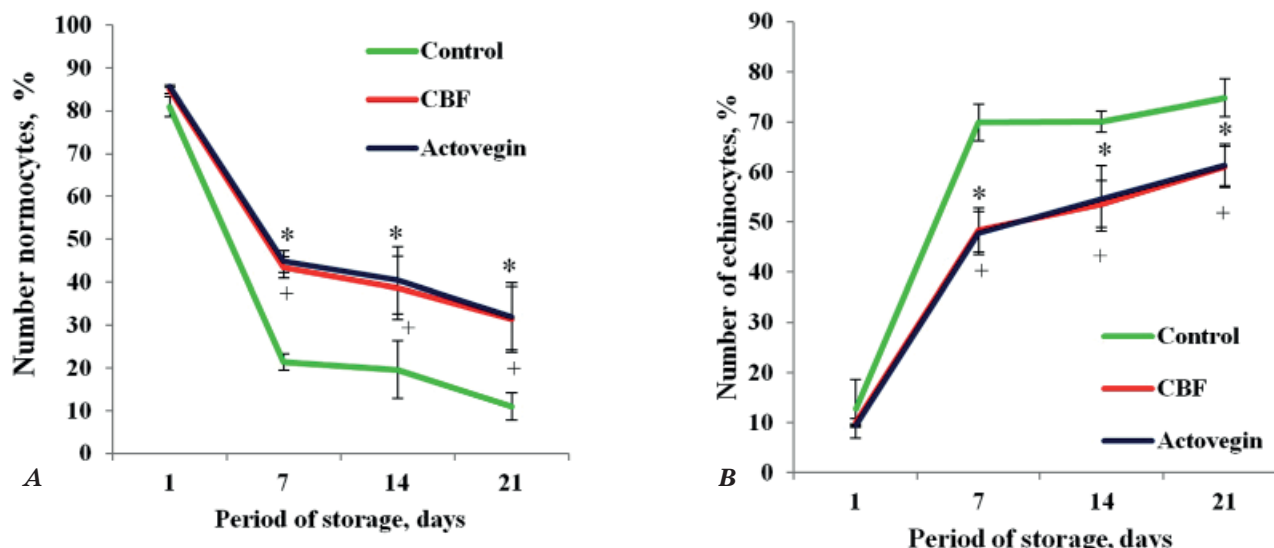 100
90
80
70
60
50
40
30
20
10
0
Number normocytes, %
Control
CBF
Actovegin
* * *
+ + +
1 7 14 21
Period of storage, days
A
90
80
70
60
50
40
30
20
10
0
Number of echinocytes, %
* * *
+ + +
Control
CBF
Actovegin
1 7 14 21
Period of storage, days
B